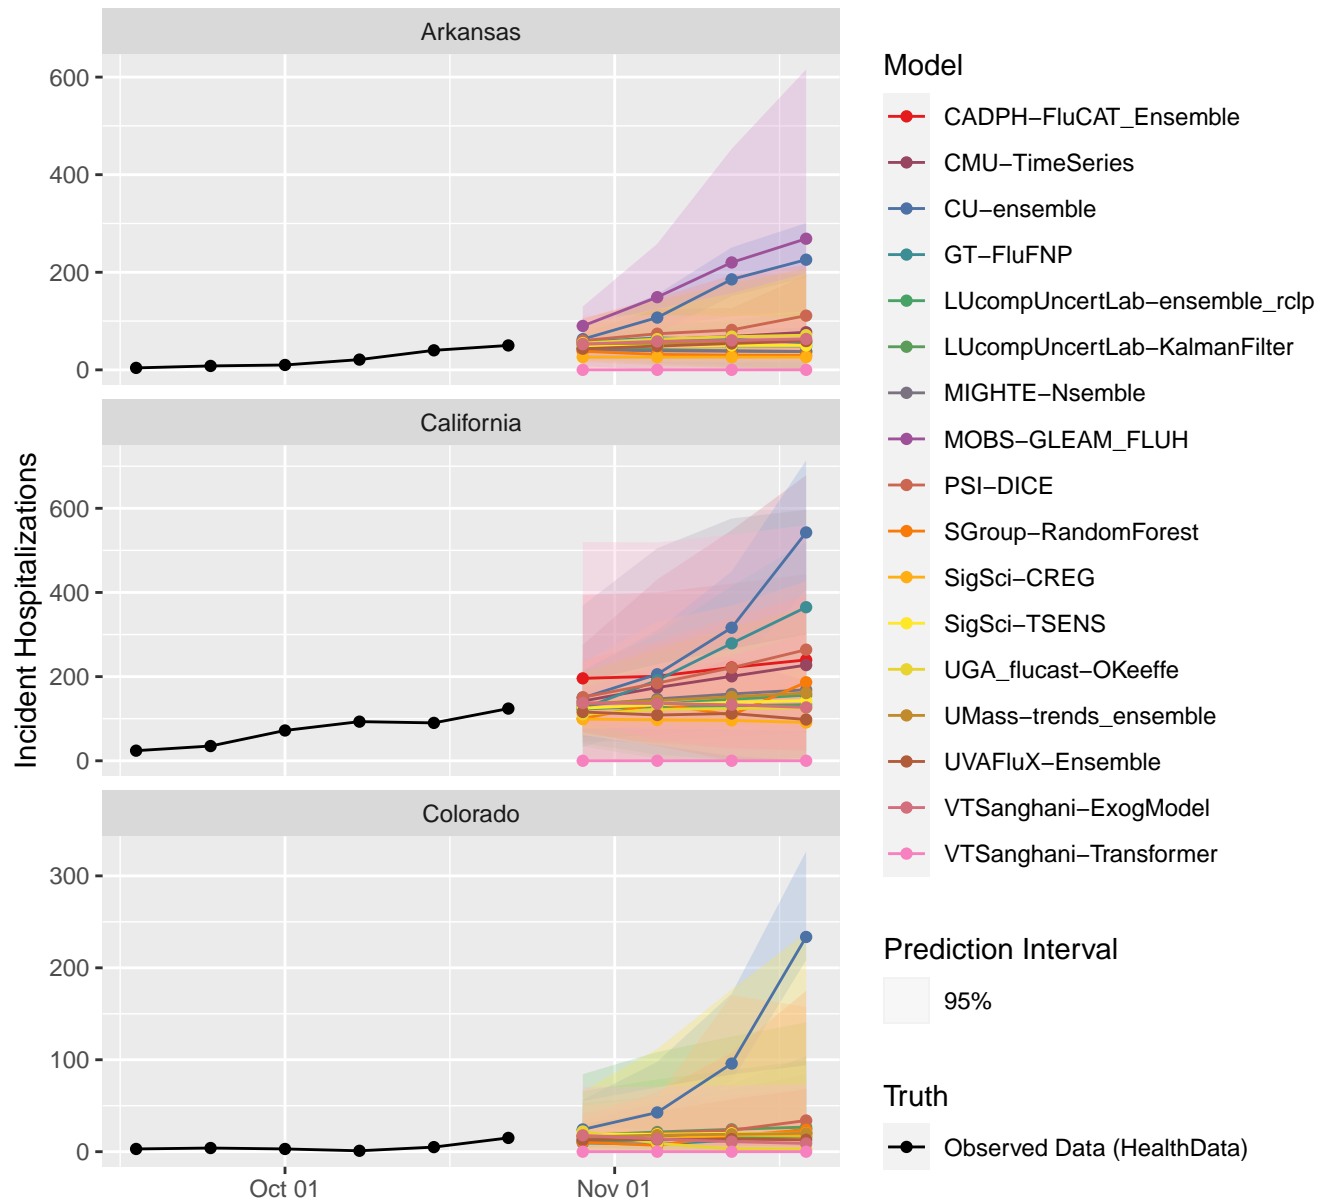 Arkansas
600
400
200
0
California
600
400
200
0
Colorado
300
200
100
0
Oct 01
Nov 01
Incident Hospitalizations
Model
CADPH−FluCAT_Ensemble
CMU−TimeSeries
CU−ensemble
GT−FluFNP
LUcompUncertLab−ensemble_rclp
LUcompUncertLab−KalmanFilter
MIGHTE−Nsemble
MOBS−GLEAM_FLUH
PSI−DICE
SGroup−RandomForest
SigSci−CREG
SigSci−TSENS
UGA_flucast−OKeeffe
UMass−trends_ensemble
UVAFluX−Ensemble
VTSanghani−ExogModel
VTSanghani−Transformer
Prediction Interval
95%
Truth
Observed Data (HealthData)